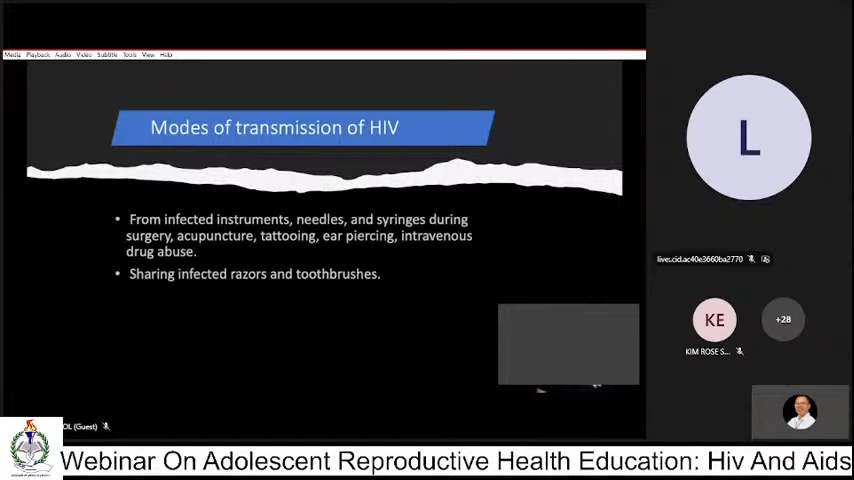 Media Playback Audio Video Subtitle Tools View Help
Modes of transmission of HIV
• From infected instruments, needles, and syringes during
surgery, acupuncture, tattooing, ear piercing, intravenous
drug abuse.
• Sharing infected razors and toothbrushes.
L
live:cid.ac40e3660ba2770
KE
+28
KIM ROSE S...
OL (Guest)
Webinar On Adolescent Reproductive Health Education: Hiv And Aids